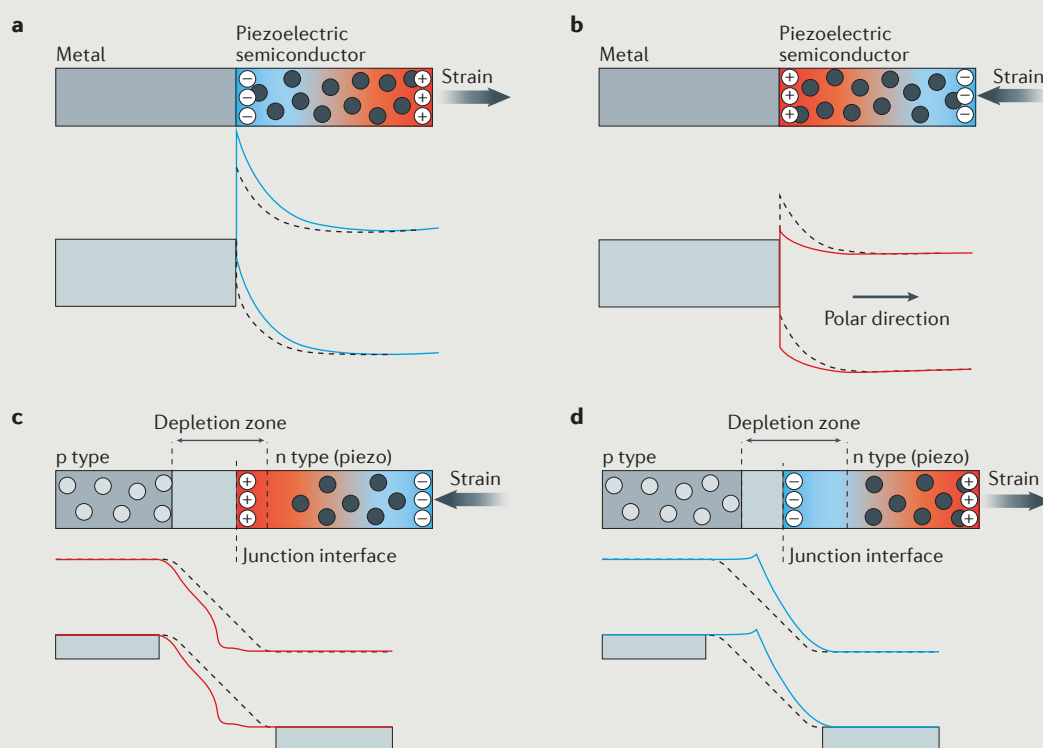 a
Piezoelectric
semiconductor
Metal
−
−
−
+
+
+
Strain
b
Piezoelectric
semiconductor
Metal
+
+
+
−
−
−
Strain
Polar direction
c
Depletion zone
p type
n type (piezo)
+
+
+
−
−
−
Strain
Junction interface
d
Depletion zone
p type
n type (piezo)
−
−
−
+
+
+
Strain
Junction interface